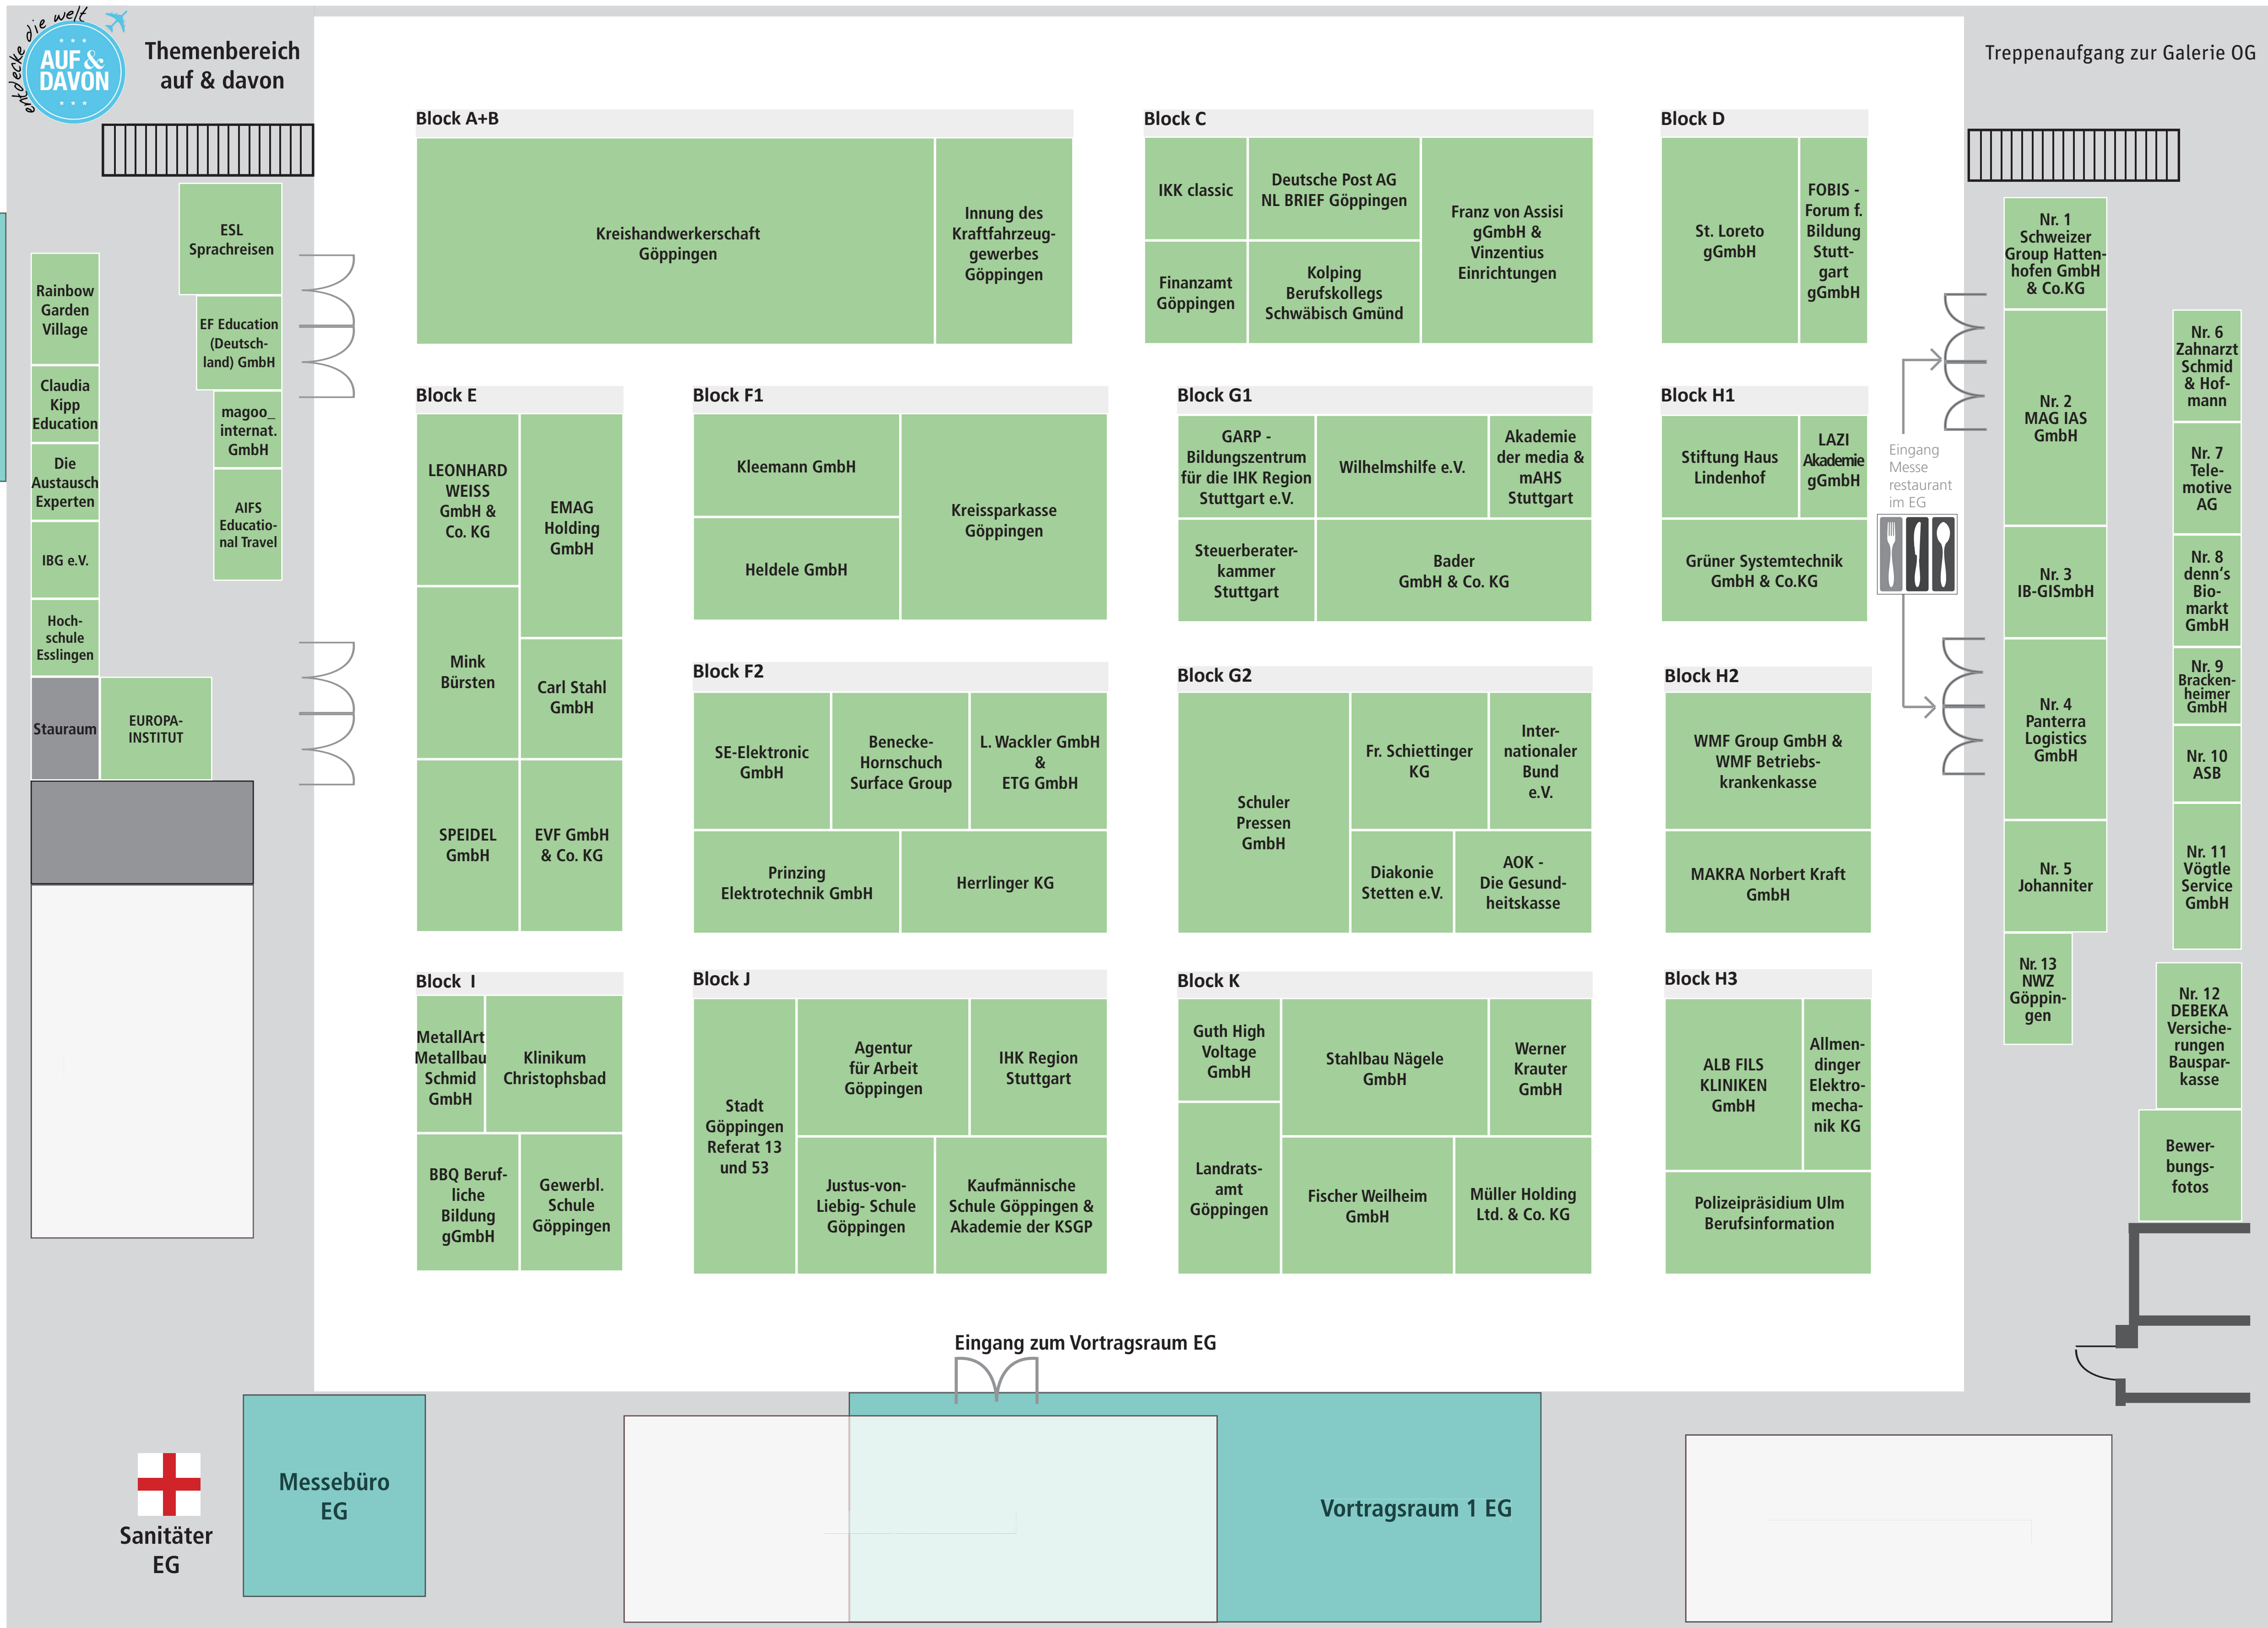 entdecke die welt
AUF &
DAVON
Themenbereich
auf & davon
Treppenaufgang zur Galerie OG
ESL
Sprachreisen
EF Education
(Deutsch-
land) GmbH
magoo_
internat.
GmbH
AIFS
Educatio-
nal Travel
Rainbow
Garden
Village
Claudia
Kipp
Education
Die
Austausch
Experten
IBG e.V.
Hoch-
schule
Esslingen
Stauraum
EUROPA-
INSTITUT
Block A+B
Kreishandwerkerschaft
Göppingen
Innung des
Kraftfahrzeug-
gewerbes
Göppingen
Block C
IKK classic
Deutsche Post AG
NL BRIEF Göppingen
Franz von Assisi
gGmbH &
Vinzentius
Einrichtungen
Finanzamt
Göppingen
Kolping
Berufskollegs
Schwäbisch Gmünd
Block D
St. Loreto
gGmbH
FOBIS -
Forum f.
Bildung
Stutt-
gart
gGmbH
Block E
LEONHARD
WEISS
GmbH &
Co. KG
EMAG
Holding
GmbH
Mink
Bürsten
Carl Stahl
GmbH
SPEIDEL
GmbH
EVF GmbH
& Co. KG
Block F1
Kleemann GmbH
Kreissparkasse
Göppingen
Heldele GmbH
Block G1
GARP -
Bildungszentrum
für die IHK Region
Stuttgart e.V.
Wilhelmshilfe e.V.
Akademie
der media &
mAHS
Stuttgart
Steuerberater-
kammer
Stuttgart
Bader
GmbH & Co. KG
Block H1
Stiftung Haus
Lindenhof
LAZI
Akademie
gGmbH
Grüner Systemtechnik
GmbH & Co.KG
Block F2
SE-Elektronic
GmbH
Benecke-
Hornschuch
Surface Group
L. Wackler GmbH
&
ETG GmbH
Prinzing
Elektrotechnik GmbH
Herrlinger KG
Block G2
Schuler
Pressen
GmbH
Fr. Schiettinger
KG
Inter-
nationaler
Bund
e.V.
Diakonie
Stetten e.V.
AOK -
Die Gesund-
heitskasse
Block H2
WMF Group GmbH &
WMF Betriebs-
krankenkasse
MAKRA Norbert Kraft
GmbH
Block I
MetallArt
Metallbau
Schmid
GmbH
Klinikum
Christophsbad
BBQ Beruf-
liche
Bildung
gGmbH
Gewerbl.
Schule
Göppingen
Block J
Stadt
Göppingen
Referat 13
und 53
Agentur
für Arbeit
Göppingen
IHK Region
Stuttgart
Justus-von-
Liebig- Schule
Göppingen
Kaufmännische
Schule Göppingen &
Akademie der KSGP
Block K
Guth High
Voltage
GmbH
Stahlbau Nägele
GmbH
Werner
Krauter
GmbH
Landrats-
amt
Göppingen
Fischer Weilheim
GmbH
Müller Holding
Ltd. & Co. KG
Block H3
ALB FILS
KLINIKEN
GmbH
Allmen-
dinger
Elektro-
mecha-
nik KG
Polizeipräsidium Ulm
Berufsinformation
Eingang
Messe
restaurant
im EG
Nr. 1
Schweizer
Group Hatten-
hofen GmbH
& Co.KG
Nr. 2
MAG IAS
GmbH
Nr. 3
IB-GISmbH
Nr. 4
Panterra
Logistics
GmbH
Nr. 5
Johanniter
Nr. 13
NWZ
Göppin-
gen
Nr. 6
Zahnarzt
Schmid
& Hof-
mann
Nr. 7
Tele-
motive
AG
Nr. 8
denn's
Bio-
markt
GmbH
Nr. 9
Bracken-
heimer
GmbH
Nr. 10
ASB
Nr. 11
Vögtle
Service
GmbH
Nr. 12
DEBEKA
Versiche-
rungen
Bauspar-
kasse
Bewer-
bungs-
fotos
Eingang zum Vortragsraum EG
Sanitäter
EG
Messebüro
EG
Vortragsraum 1 EG